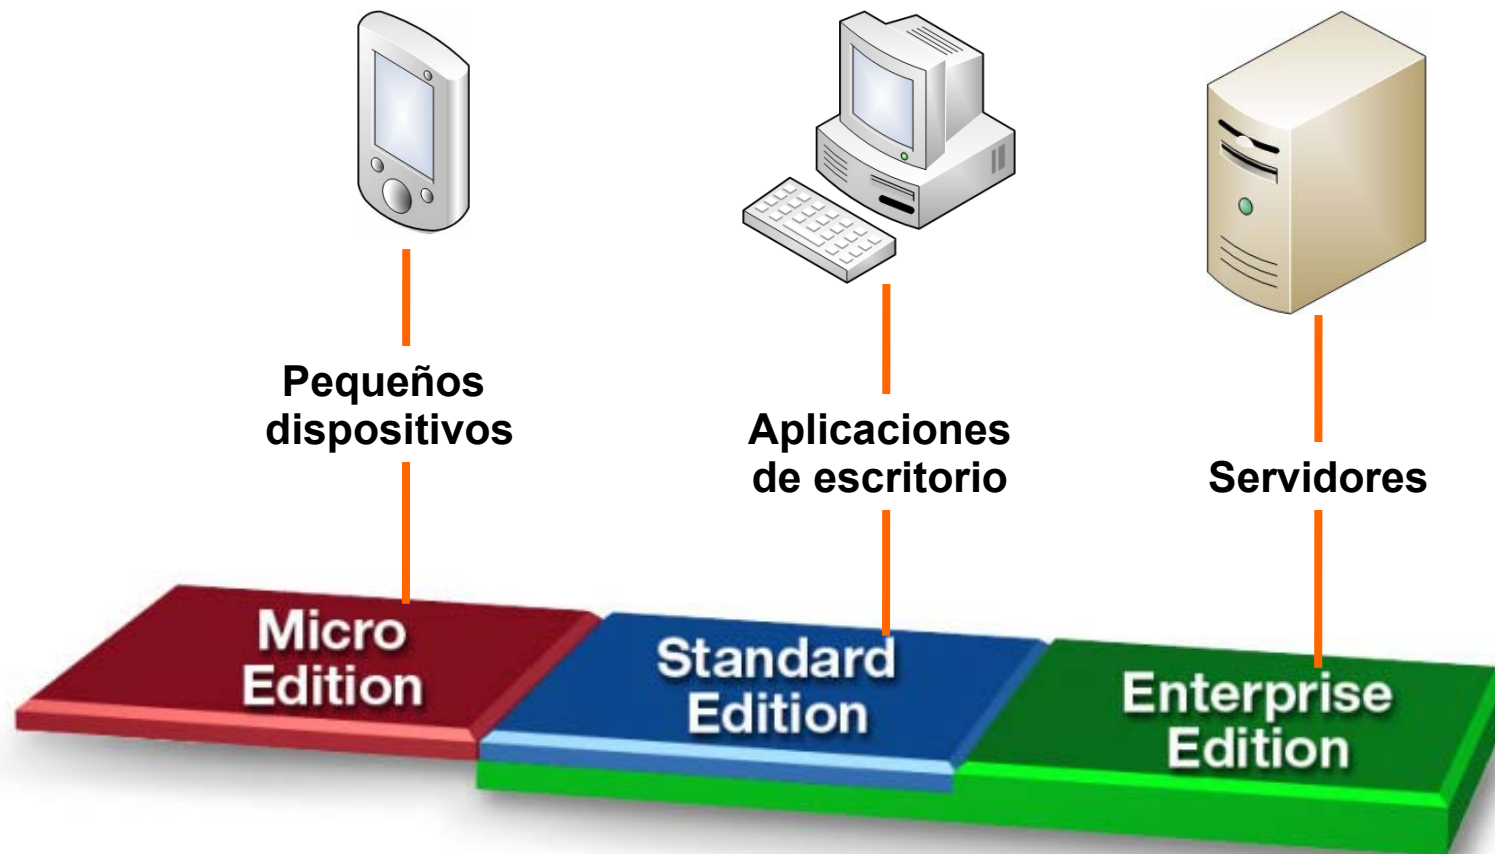 Pequeños
dispositivos
Aplicaciones
de escritorio
Servidores
Micro
Edition
Standard
Edition
Enterprise
Edition